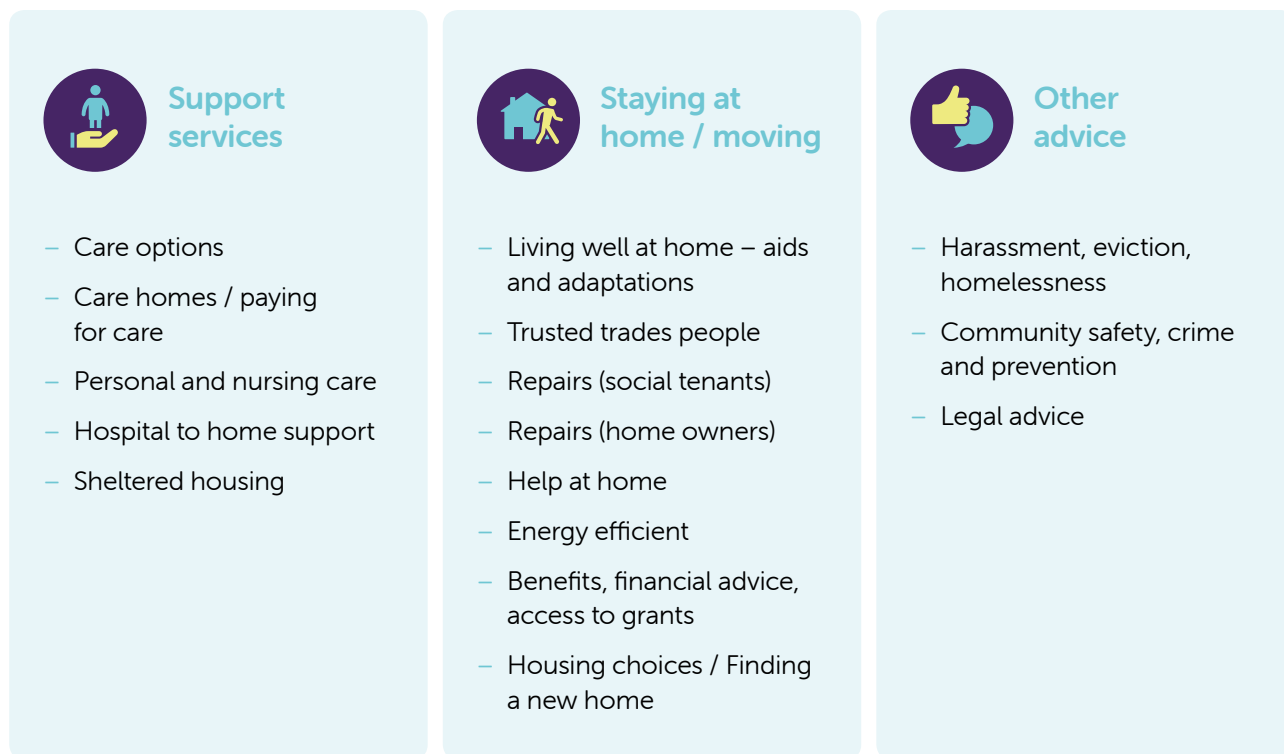 Support
services
– Care options
– Care homes / paying
for care
– Personal and nursing care
– Hospital to home support
– Sheltered housing
Staying at
home / moving
– Living well at home – aids
and adaptations
– Trusted trades people
– Repairs (social tenants)
– Repairs (home owners)
– Help at home
– Energy efficient
– Benefits, financial advice,
access to grants
– Housing choices / Finding
a new home
Other
advice
– Harassment, eviction,
homelessness
– Community safety, crime
and prevention
– Legal advice